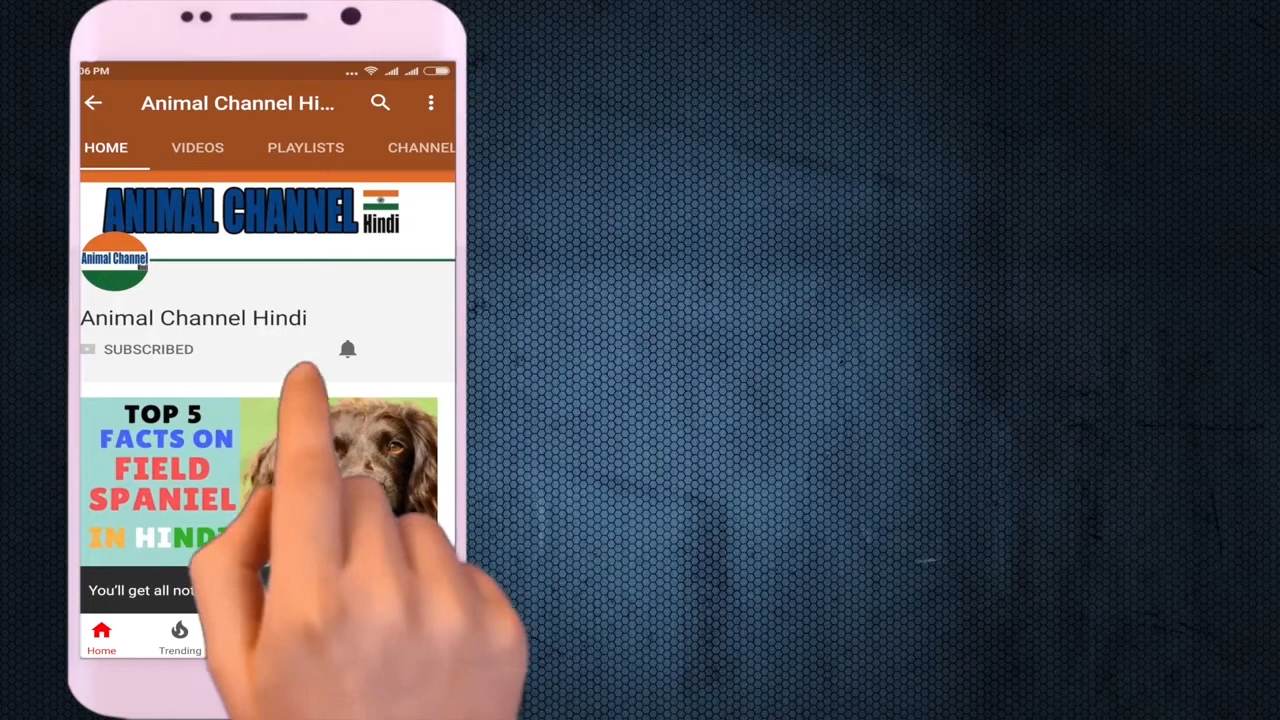 06 PM
Animal Channel Hi...
HOME VIDEOS PLAYLISTS CHANNEL
ANIMAL CHANNEL
Hindi
Animal Channel
Animal Channel Hindi
SUBSCRIBED
TOP 5
FACTS ON
FIELD
SPANIEL
IN HINDI
You'll get all not
Home Trending